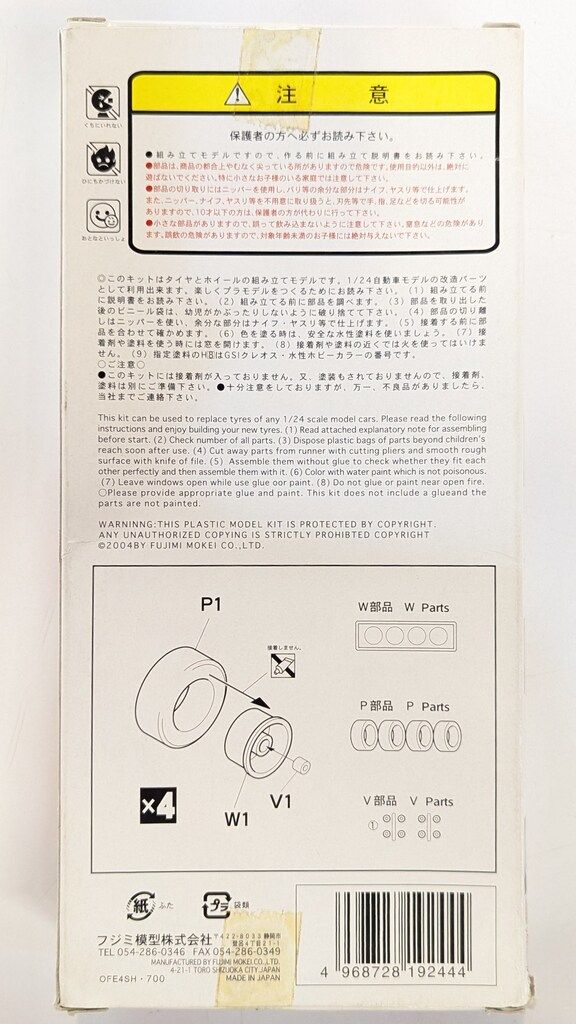 注 意
くちにいれない
ひにちかづけない
おとなといっしょ
保護者の方へ必ずお読み下さい。
●組み立てモデルですので、作る前に組み立て説明書をお読み下さい。
●部品は、商品の都合上やむなく尖っている所がありますので危険です。使用目的以外は、絶対に
遊ばないでください。特に小さなお子様のいる家庭では注意して下さい。
●部品の切り取りにはニッパーを使用し、バリ等の余分な部分はナイフ、ヤスリ等で仕上げます。
また、ニッパー、ナイフ、ヤスリ等を不用意に取り扱うと、刃先等で手、指、足などを切る可能性が
ありますので、10才以下の方は、保護者の方が代わりに行って下さい。
●小さな部品がありますので、誤って飲み込まないように注意して下さい。窒息などの危険があり
ます。誤飲の危険がありますので、対象年齢未満のお子様には絶対与えないで下さい。
◎このキットはタイヤとホイールの組み立てモデルです。1/24自動車モデルの改造パーツ
として利用出来ます。楽しくプラモデルをつくるためにお読み下さい。(1) 組み立てる前
に説明書をお読み下さい。(2) 組み立てる前に部品を調べます。(3) 部品を取り出した
後のビニール袋は、幼児がかぶったりしないように破り捨てて下さい。(4) 部品の切り離
しはニッパーを使い、余分な部分はナイフ・ヤスリ等で仕上げます。(5) 接着する前に部品
を合わせて確かめます。(6) 色を塗る時は、安全な水性塗料を使いましょう。(7) 接
着剤や塗料を使う時には窓を開けます。(8) 接着剤や塗料の近くでは火を使ってはいけま
せん。(9) 指定塗料のH□はGSIクレオス・水性ホビーカラーの番号です。
○ご注意○
●このキットには接着剤が入っておりません。又、塗装もされておりませんので、接着剤、
塗料は別にご準備下さい。●十分注意をしておりますが、万一、不良品がありましたら、
当社までご連絡下さい。
This kit can be used to replace tyres of any 1/24 scale model cars. Please read the following
instructions and enjoy building your new tyres. (1) Read attached explanatory note for assembling
before start. (2) Check number of all parts. (3) Dispose plastic bags of parts beyond children's
reach soon after use. (4) Cut away parts from runner with cutting pliers and smooth rough
surface with knife of file. (5) Assemble them without glue to check whether they fit each
other perfectly and then assemble them with it. (6) Color with water paint which is not poisonous.
(7) Leave windows open while use glue oor paint. (8) Do not glue or paint near open fire.
○Please provide appropriate glue and paint. This kit does not include a glueand the
parts are not painted.
WARNINNG:THIS PLASTIC MODEL KIT IS PROTECTED BY COPYRIGHT.
ANY UNAUTHORIZED COPYING IS STRICTLY PROHIBTED COPYRIGHT
©2004BY FUJIMI MOKEI CO.,LTD.
P1
接着しません。
W1
V1
×4
W部品 W Parts
P部品 P Parts
V部品 V Parts
①
紙 ふた
プラ 袋類
フジミ模型株式会社 〒422-8033 静岡市
登呂4丁目21-1
TEL 054-286-0346 FAX 054-286-0349
MANUFACTURED BY FUJIMI MOKEI CO.,LTD.
4-21-1 TORO SHIZUOKA CITY.JAPAN
OFE4SH・700 MADE IN JAPAN
4 968728 192444